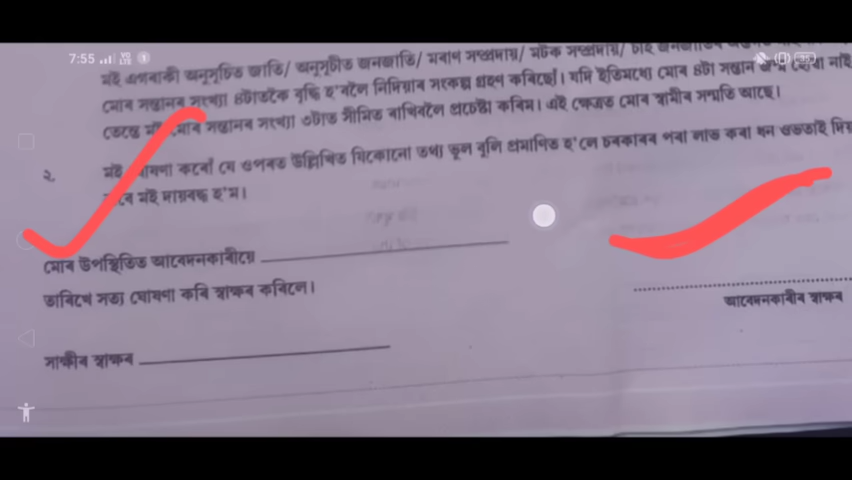 7:55
মই এগৰাকী অনুসূচিত জাতি/ অনুসূচীত জনজাতি/ মৰাণ সম্প্ৰদায়/ মটক সম্প্ৰদায়/ চাহ
মোৰ সন্তানৰ সংখ্যা ৪টাতকৈ বৃদ্ধি হ'বলৈ নিদিয়াৰ সংকল্প গ্ৰহণ কৰিছোঁ। যদি ইতিমধ্যে মোৰ ৪টা সন্তান জন্ম হোৱা নাই
তেন্তে মই মোৰ সন্তানৰ সংখ্যা ৩টাত সীমিত ৰাখিবলৈ প্ৰচেষ্টা কৰিম। এই ক্ষেত্ৰত মোৰ স্বামীৰ সন্মতি আছে।
২. মই ঘোষণা কৰোঁ যে ওপৰত উল্লিখিত যিকোনো তথ্য ভুল বুলি প্ৰমাণিত হ'লে চৰকাৰৰ পৰা লাভ কৰা ধন ওভতাই
মই দায়বদ্ধ হ'ম।
মোৰ উপস্থিতিত আবেদনকাৰীয়ে
তাৰিখে সত্য ঘোষণা কৰি স্বাক্ষৰ কৰিলে।
আবেদনকাৰীৰ স্বাক্ষৰ
সাক্ষীৰ স্বাক্ষৰ